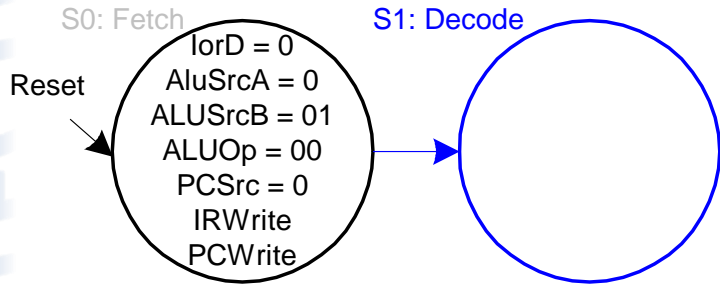 S0: Fetch
S1: Decode
Reset
IorD = 0
AluSrcA = 0
ALUSrcB = 01
ALUOp = 00
PCSrc = 0
IRWrite
PCWrite